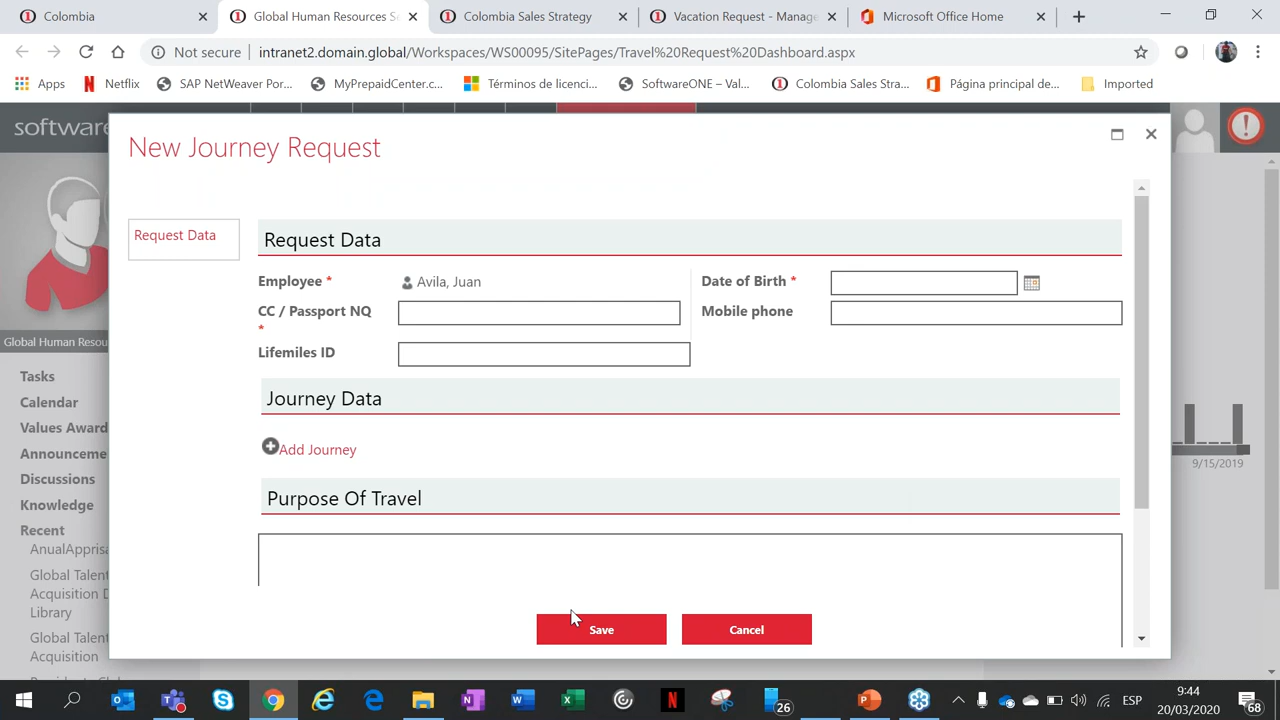 Colombia
Global Human Resources Se
Colombia Sales Strategy
Vacation Request - Manage
Microsoft Office Home
Not secure
intranet2.domain.global/Workspaces/WS00095/SitePages/Travel%20Request%20Dashboard.aspx
Apps
Netflix
SAP NetWeaver Por...
MyPrepaidCenter.c...
Términos de licenci...
SoftwareONE – Val...
Colombia Sales Stra...
Página principal de...
Imported
software
New Journey Request
Request Data
Request Data
Employee *
Avila, Juan
Date of Birth *
CC / Passport NQ
*
Mobile phone
Lifemiles ID
Journey Data
Add Journey
Purpose Of Travel
Save
Cancel
Global Human Resou
Tasks
Calendar
Values Award
Announceme
Discussions
Knowledge
Recent
AnualApprisa
Global Talent
Acquisition D
Library
Global Talent
Acquisition
9/15/2019
26
ESP
9:44
20/03/2020
68